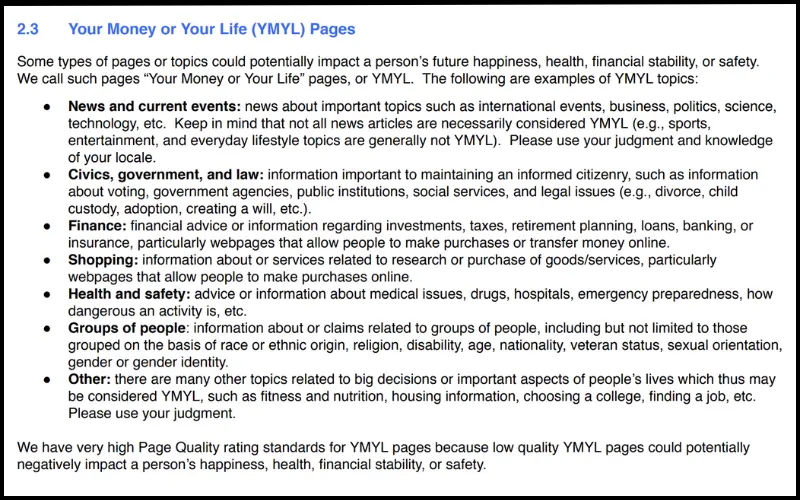 2.3 Your Money or Your Life (YMYL) Pages
Some types of pages or topics could potentially impact a person's future happiness, health, financial stability, or safety.
We call such pages “Your Money or Your Life” pages, or YMYL. The following are examples of YMYL topics:
● News and current events: news about important topics such as international events, business, politics, science,
technology, etc. Keep in mind that not all news articles are necessarily considered YMYL (e.g., sports,
entertainment, and everyday lifestyle topics are generally not YMYL). Please use your judgment and knowledge
of your locale.
● Civics, government, and law: information important to maintaining an informed citizenry, such as information
about voting, government agencies, public institutions, social services, and legal issues (e.g., divorce, child
custody, adoption, creating a will, etc.).
● Finance: financial advice or information regarding investments, taxes, retirement planning, loans, banking, or
insurance, particularly webpages that allow people to make purchases or transfer money online.
● Shopping: information about or services related to research or purchase of goods/services, particularly
webpages that allow people to make purchases online.
● Health and safety: advice or information about medical issues, drugs, hospitals, emergency preparedness, how
dangerous an activity is, etc.
● Groups of people: information about or claims related to groups of people, including but not limited to those
grouped on the basis of race or ethnic origin, religion, disability, age, nationality, veteran status, sexual orientation,
gender or gender identity.
● Other: there are many other topics related to big decisions or important aspects of people's lives which thus may
be considered YMYL, such as fitness and nutrition, housing information, choosing a college, finding a job, etc.
Please use your judgment.
We have very high Page Quality rating standards for YMYL pages because low quality YMYL pages could potentially
negatively impact a person's happiness, health, financial stability, or safety.